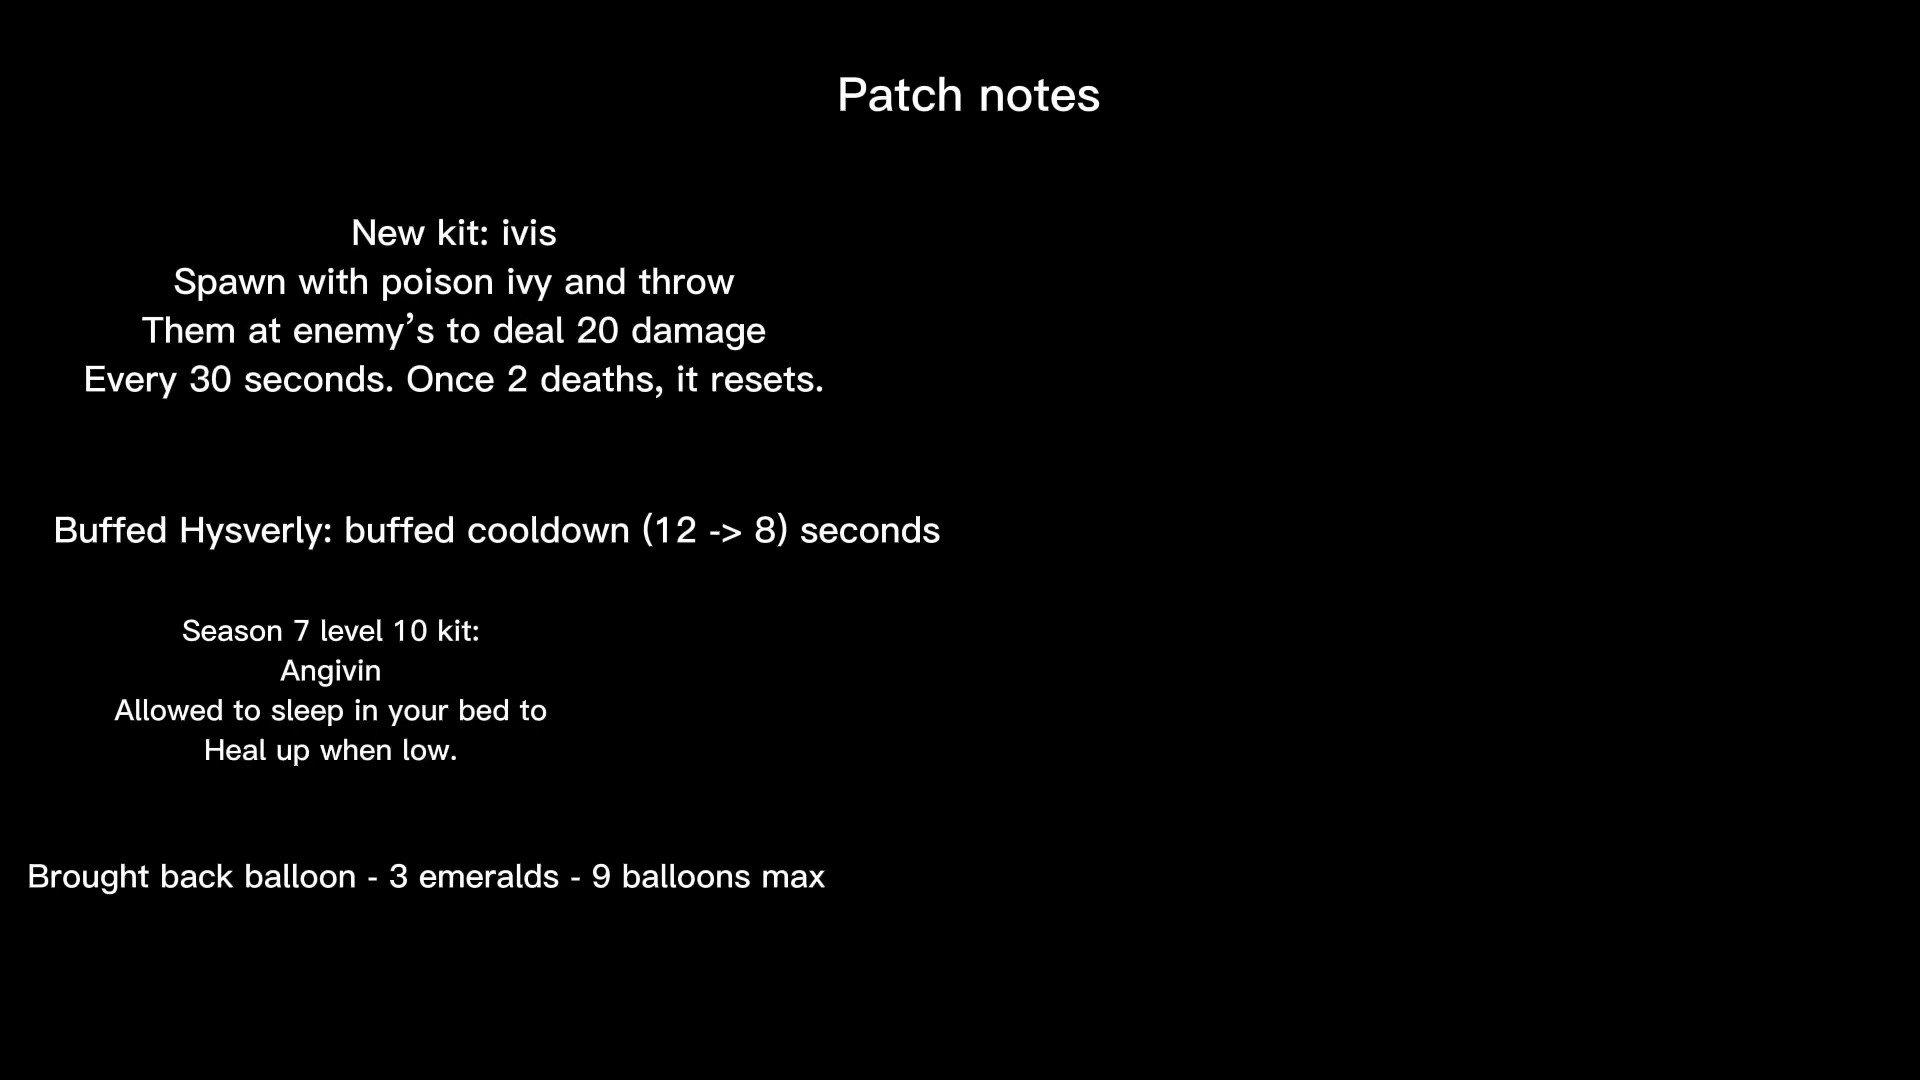 Patch notes
New kit: ivis
Spawn with poison ivy and throw
Them at enemy’s to deal 20 damage
Every 30 seconds. Once 2 deaths, it resets.
Buffed Hysverly: buffed cooldown (12 -> 8) seconds
Season 7 level 10 kit:
Angivin
Allowed to sleep in your bed to
Heal up when low.
Brought back balloon - 3 emeralds - 9 balloons max